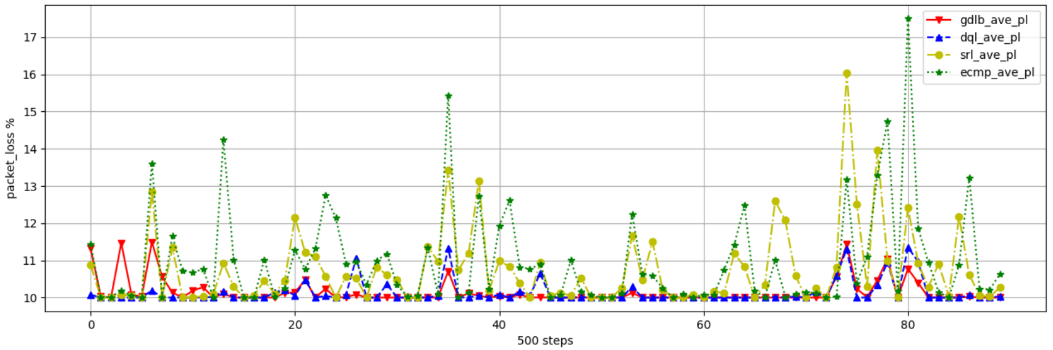 gdlb_ave_pl
dql_ave_pl
srl_ave_pl
ecmp_ave_pl
packet_loss %
17
16
15
14
13
12
11
10
0
20
40
60
80
500 steps